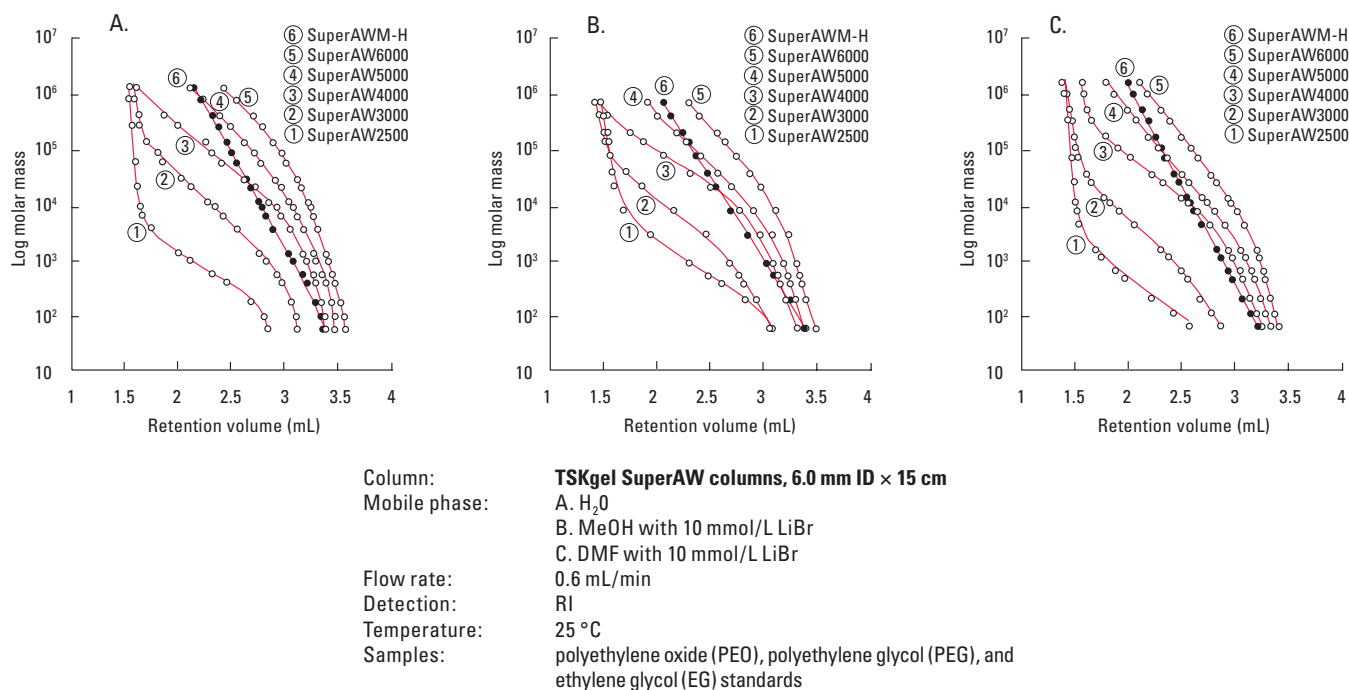 A.
10⁷
10⁶
10⁵
10⁴
10³
10²
10
Log molar mass
⑥ SuperAWM-H
⑤ SuperAW6000
④ SuperAW5000
③ SuperAW4000
② SuperAW3000
① SuperAW2500
⑥
④
⑤
③
②
①
1 1.5 2 2.5 3 3.5 4
Retention volume (mL)
B.
10⁷
10⁶
10⁵
10⁴
10³
10²
10
Log molar mass
⑥ SuperAWM-H
⑤ SuperAW6000
④ SuperAW5000
③ SuperAW4000
② SuperAW3000
① SuperAW2500
⑥
④
⑤
③
②
①
1 1.5 2 2.5 3 3.5 4
Retention volume (mL)
C.
10⁷
10⁶
10⁵
10⁴
10³
10²
10
Log molar mass
⑥ SuperAWM-H
⑤ SuperAW6000
④ SuperAW5000
③ SuperAW4000
② SuperAW3000
① SuperAW2500
⑥
⑤
④
③
②
①
1 1.5 2 2.5 3 3.5 4
Retention volume (mL)
Column: TSKgel SuperAW columns, 6.0 mm ID × 15 cm
Mobile phase: A. H₂0
B. MeOH with 10 mmol/L LiBr
C. DMF with 10 mmol/L LiBr
Flow rate: 0.6 mL/min
Detection: RI
Temperature: 25 °C
Samples: polyethylene oxide (PEO), polyethylene glycol (PEG), and
ethylene glycol (EG) standards